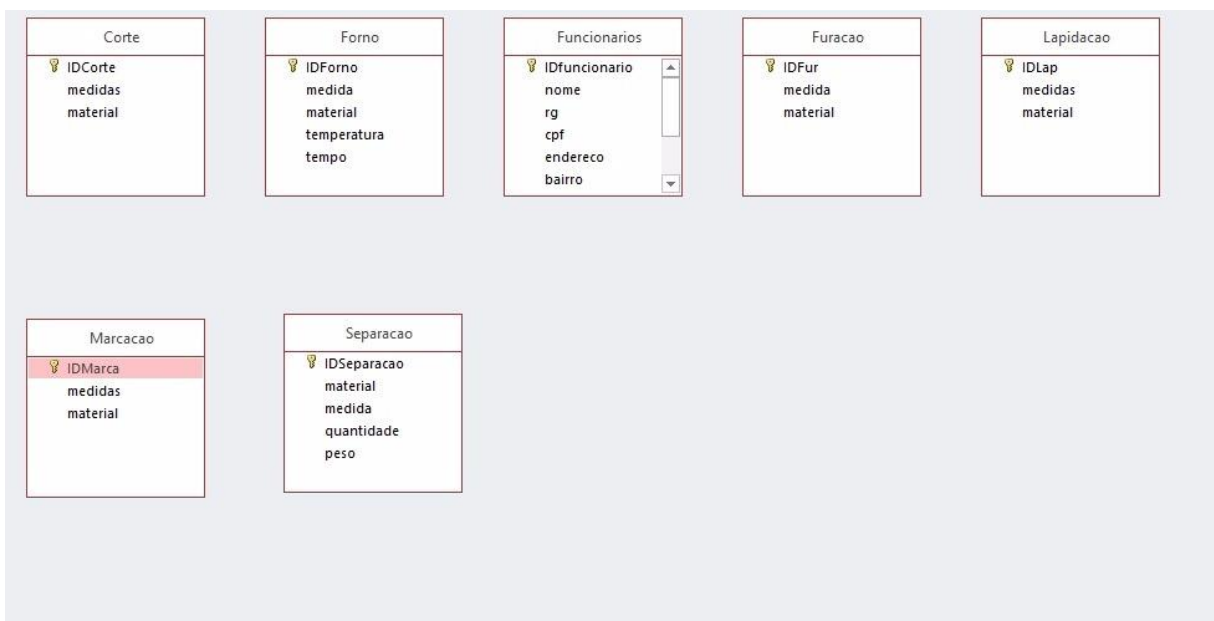 Corte
IDCorte
medidas
material
Forno
IDForno
medida
material
temperatura
tempo
Funcionarios
IDfuncionario
nome
rg
cpf
endereco
bairro
Furacao
IDFur
medida
material
Lapidacao
IDLap
medidas
material
Marcacao
IDMarca
medidas
material
Separacao
IDSeparacao
material
medida
quantidade
peso